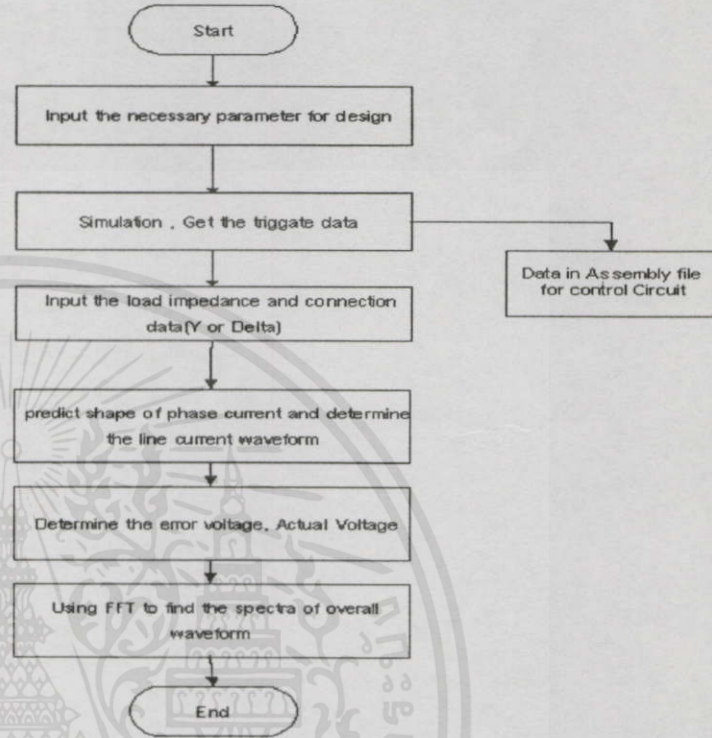 Start
Input the necessary parameter for design
Simulation , Get the triggate data
Data in Assembly file
for control Circuit
Input the load impedance and connection
data(Y or Delta)
predict shape of phase current and determine
the line current waveform
Determine the error voltage, Actual Voltage
Using FFT to find the spectra of overall
waveform
End